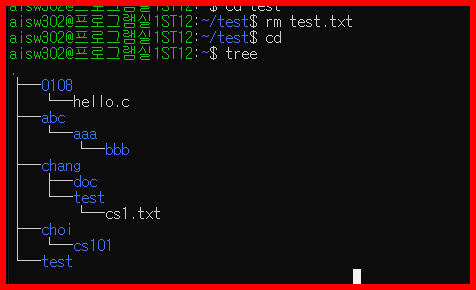 aisw302@프로그램실1ST12:~$ cd test
aisw302@프로그램실1ST12:~/test$ rm test.txt
aisw302@프로그램실1ST12:~/test$ cd
aisw302@프로그램실1ST12:~$ tree
.
├──0108
│   └──hello.c
├──abc
│   └──aaa
│       └──bbb
├──chang
│   ├──doc
│   └──test
│       └──cs1.txt
├──choi
│   └──cs101
└──test